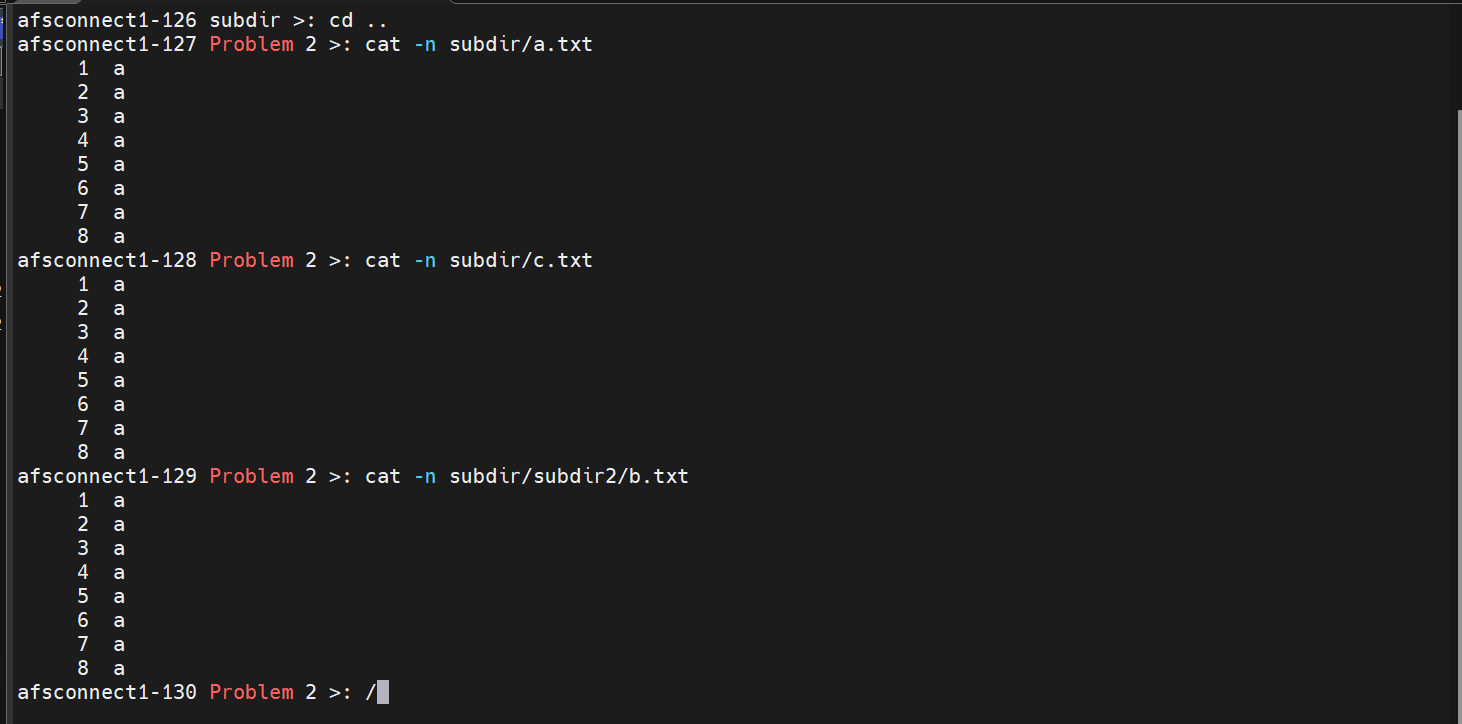 afsconnect1-126 subdir >: cd ..
afsconnect1-127 Problem 2 >: cat -n subdir/a.txt
1 a
2 a
3 a
4 a
5 a
6 a
7 a
8 a
afsconnect1-128 Problem 2 >: cat -n subdir/c.txt
1 a
2 a
3 a
4 a
5 a
6 a
7 a
8 a
afsconnect1-129 Problem 2 >: cat -n subdir/subdir2/b.txt
1 a
2 a
3 a
4 a
5 a
6 a
7 a
8 a
afsconnect1-130 Problem 2 >: /